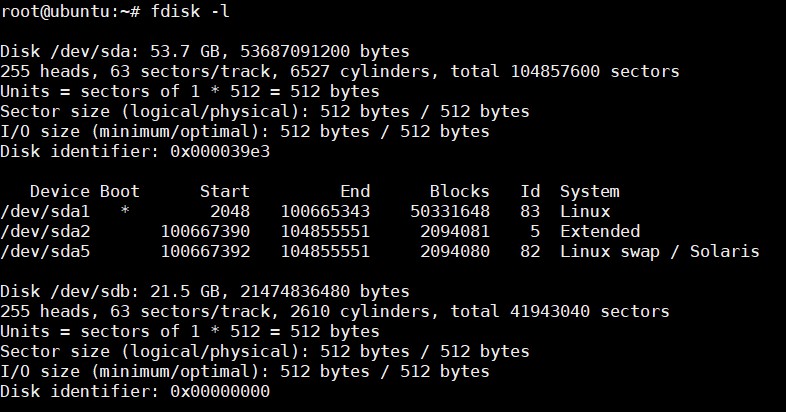 root@ubuntu:~# fdisk -l

Disk /dev/sda: 53.7 GB, 53687091200 bytes
255 heads, 63 sectors/track, 6527 cylinders, total 104857600 sectors
Units = sectors of 1 * 512 = 512 bytes
Sector size (logical/physical): 512 bytes / 512 bytes
I/O size (minimum/optimal): 512 bytes / 512 bytes
Disk identifier: 0x000039e3

   Device Boot      Start         End      Blocks   Id  System
/dev/sda1   *        2048   100665343    50331648   83  Linux
/dev/sda2       100667390   104855551     2094081    5  Extended
/dev/sda5       100667392   104855551     2094080   82  Linux swap / Solaris

Disk /dev/sdb: 21.5 GB, 21474836480 bytes
255 heads, 63 sectors/track, 2610 cylinders, total 41943040 sectors
Units = sectors of 1 * 512 = 512 bytes
Sector size (logical/physical): 512 bytes / 512 bytes
I/O size (minimum/optimal): 512 bytes / 512 bytes
Disk identifier: 0x00000000